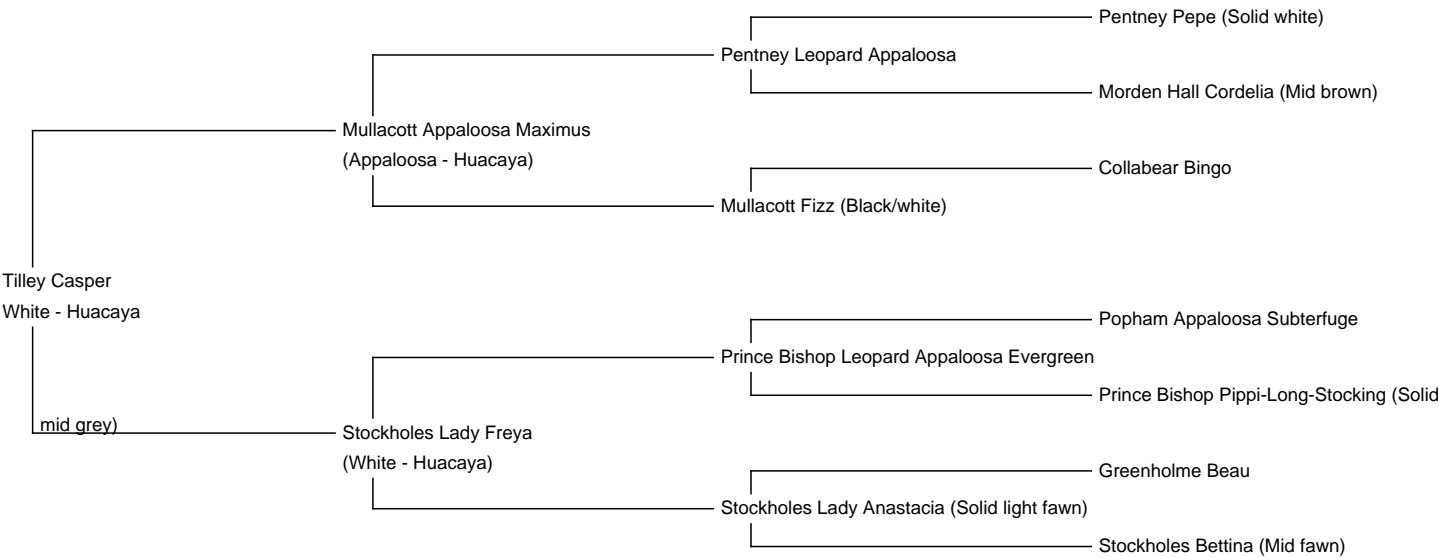 Pentney Pepe (Solid white)
Pentney Leopard Appaloosa
Morden Hall Cordelia (Mid brown)
Mullacott Appaloosa Maximus
(Appaloosa - Huacaya)
Collabear Bingo
Mullacott Fizz (Black/white)
Tilley Casper
White - Huacaya
Popham Appaloosa Subterfuge
Prince Bishop Leopard Appaloosa Evergreen
Prince Bishop Pippi-Long-Stocking (Solid
mid grey)
Stockholes Lady Freya
(White - Huacaya)
Greenholme Beau
Stockholes Lady Anastacia (Solid light fawn)
Stockholes Bettina (Mid fawn)